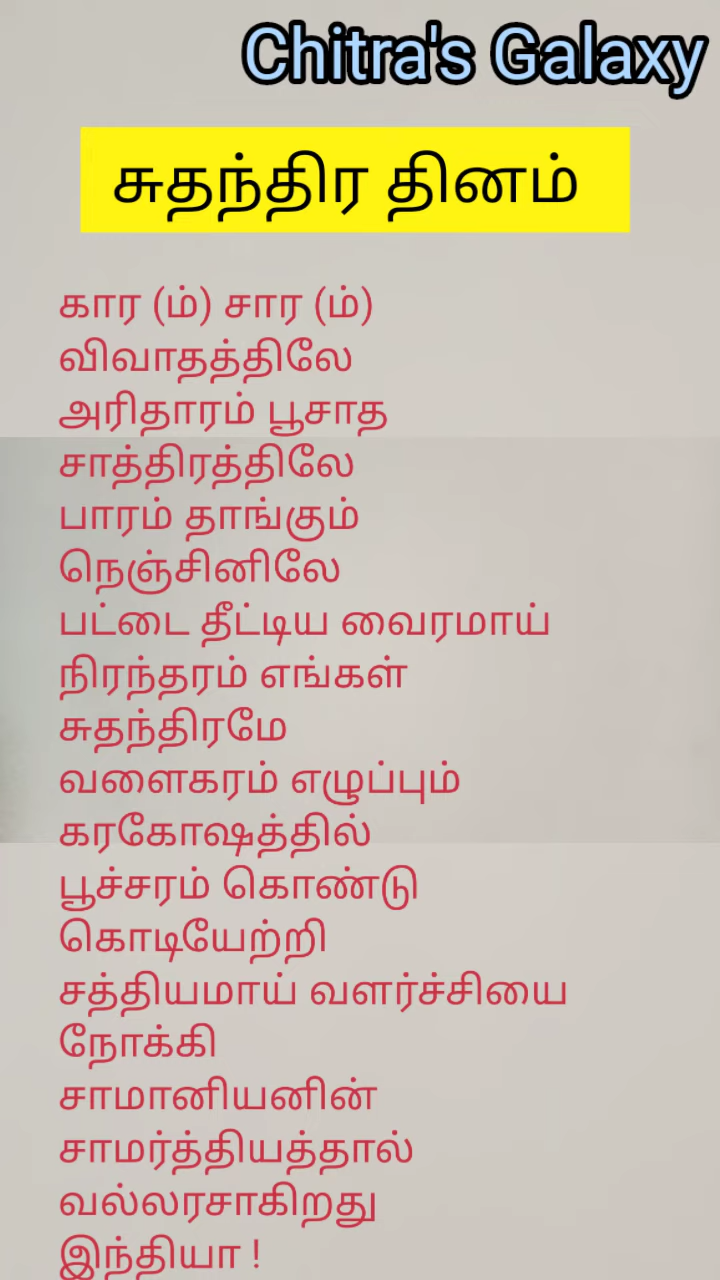 Chitra's Galaxy
சுதந்திர தினம்
கார (ம்) சார (ம்)
விவாதத்திலே
அரிதாரம் பூசாத
சாத்திரத்திலே
பாரம் தாங்கும்
நெஞ்சினிலே
பட்டை தீட்டிய வைரமாய்
நிரந்தரம் எங்கள்
சுதந்திரமே
வளைகரம் எழுப்பும்
கரகோஷத்தில்
பூச்சரம் கொண்டு
கொடியேற்றி
சத்தியமாய் வளர்ச்சியை
நோக்கி
சாமானியனின்
சாமர்த்தியத்தால்
வல்லரசாகிறது
இந்தியா !